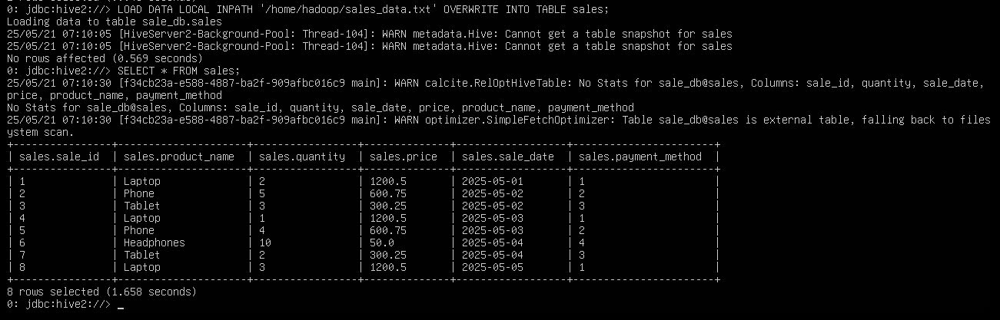 0: jdbc:hive2://> LOAD DATA LOCAL INPATH '/home/hadoop/sales_data.txt' OVERWRITE INTO TABLE sales;
Loading data to table sale_db.sales
25/05/21 07:10:05 [HiveServer2-Background-Pool: Thread-104]: WARN metadata.Hive: Cannot get a table snapshot for sales
25/05/21 07:10:05 [HiveServer2-Background-Pool: Thread-104]: WARN metadata.Hive: Cannot get a table snapshot for sales
No rows affected (0.569 seconds)
0: jdbc:hive2://> SELECT * FROM sales;
25/05/21 07:10:30 [f34cb23a-e588-4887-ba2f-909afbc016c9 main]: WARN calcite.RelOptHiveTable: No Stats for sale_db@sales, Columns: sale_id, quantity, sale_date,
price, product_name, payment_method
No Stats for sale_db@sales, Columns: sale_id, quantity, sale_date, price, product_name, payment_method
25/05/21 07:10:30 [f34cb23a-e588-4887-ba2f-909afbc016c9 main]: WARN optimizer.SimpleFetchOptimizer: Table sale_db@sales is external table, falling back to files
ystem scan.
+----------------+---------------------+-----------------+--------------+------------------+-----------------------+
| sales.sale_id  | sales.product_name  | sales.quantity  | sales.price  | sales.sale_date  | sales.payment_method  |
+----------------+---------------------+-----------------+--------------+------------------+-----------------------+
| 1              | Laptop              | 2               | 1200.5       | 2025-05-01       | 1                     |
| 2              | Phone               | 5               | 600.75       | 2025-05-02       | 2                     |
| 3              | Tablet              | 3               | 300.25       | 2025-05-02       | 3                     |
| 4              | Laptop              | 1               | 1200.5       | 2025-05-03       | 1                     |
| 5              | Phone               | 4               | 600.75       | 2025-05-03       | 2                     |
| 6              | Headphones          | 10              | 50.0         | 2025-05-04       | 4                     |
| 7              | Tablet              | 2               | 300.25       | 2025-05-04       | 3                     |
| 8              | Laptop              | 3               | 1200.5       | 2025-05-05       | 1                     |
+----------------+---------------------+-----------------+--------------+------------------+-----------------------+
8 rows selected (1.658 seconds)
0: jdbc:hive2://> _